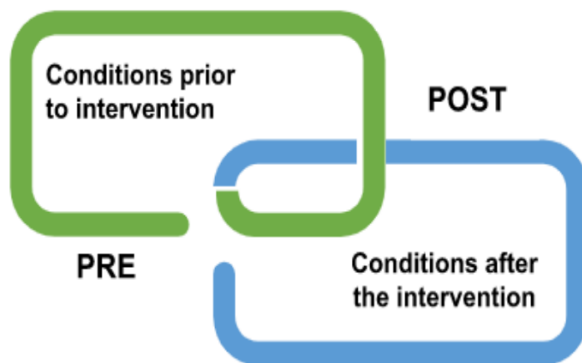 Conditions prior
to intervention
POST
PRE
Conditions after
the intervention